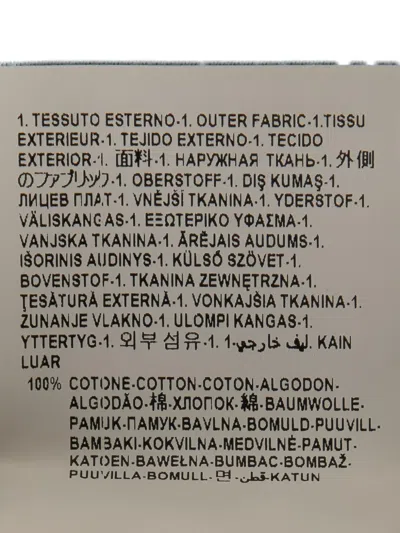 1. TESSUTO ESTERNO-1. OUTER FABRIC-1.TISSU
EXTERIEUR-1. TEJIDO EXTERNO-1. TECIDO
EXTERIOR-1. 面料-1. НАРУЖНАЯ ТКАНЬ-1. 外側
のファブリック-1. OBERSTOFF-1. DIŞ KUMAŞ-1.
ЛИЦЕВ ПЛАТ-1. VNĚJŠÍ TKANINA-1. YDERSTOF-1.
VÄLISKANGAS-1. ΕΞΩΤΕΡΙΚΟ ΥΦΑΣΜΑ-1.
VANJSKA TKANINA-1. ĀRĒJAIS AUDUMS-1.
IŠORINIS AUDINYS-1. KÜLSŐ SZÖVET-1.
BOVENSTOF-1. TKANINA ZEWNĘTRZNA-1.
ŢESĂTURĂ EXTERNĂ-1. VONKAJŠIA TKANINA-1.
ZUNANJE VLAKNO-1. ULOMPI KANGAS-1.
YTTERTYG-1. 외부 섬유-1-ليف خارجي.1. KAIN
LUAR
100% COTONE-COTTON-COTON-ALGODON-
ALGODÃO-棉-ХЛОПОК-綿-BAUMWOLLE-
PAMUK-ПАМУК-BAVLNA-BOMULD-PUUVILL-
BAMBAKI-KOKVILNA-MEDVILNĖ-PAMUT-
KATOEN-BAWEŁNA-BUMBAC-BOMBAŽ-
PUUVILLA-BOMULL-면-قطن-KATUN